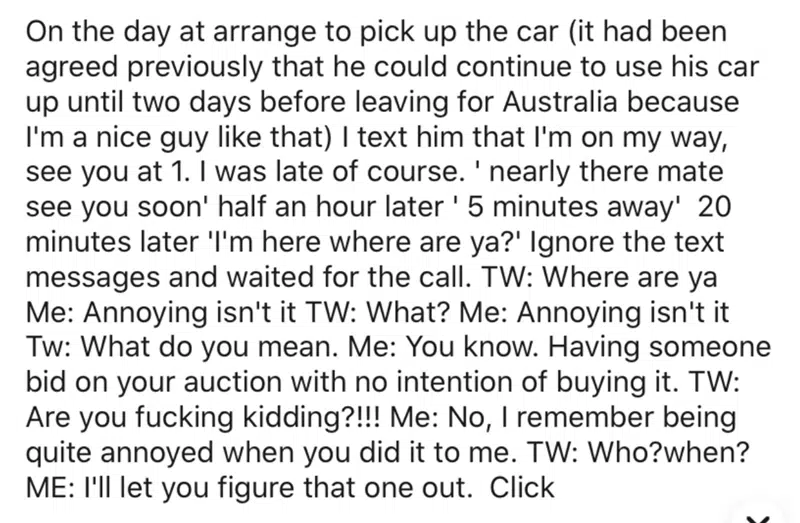 On the day at arrange to pick up the car (it had been
agreed previously that he could continue to use his car
up until two days before leaving for Australia because
I'm a nice guy like that) I text him that I'm on my way,
see you at 1. I was late of course. ' nearly there mate
see you soon' half an hour later ' 5 minutes away'  20
minutes later 'I'm here where are ya?' Ignore the text
messages and waited for the call. TW: Where are ya
Me: Annoying isn't it TW: What? Me: Annoying isn't it
Tw: What do you mean. Me: You know. Having someone
bid on your auction with no intention of buying it. TW:
Are you fucking kidding?!!! Me: No, I remember being
quite annoyed when you did it to me. TW: Who?when?
ME: I'll let you figure that one out.  Click